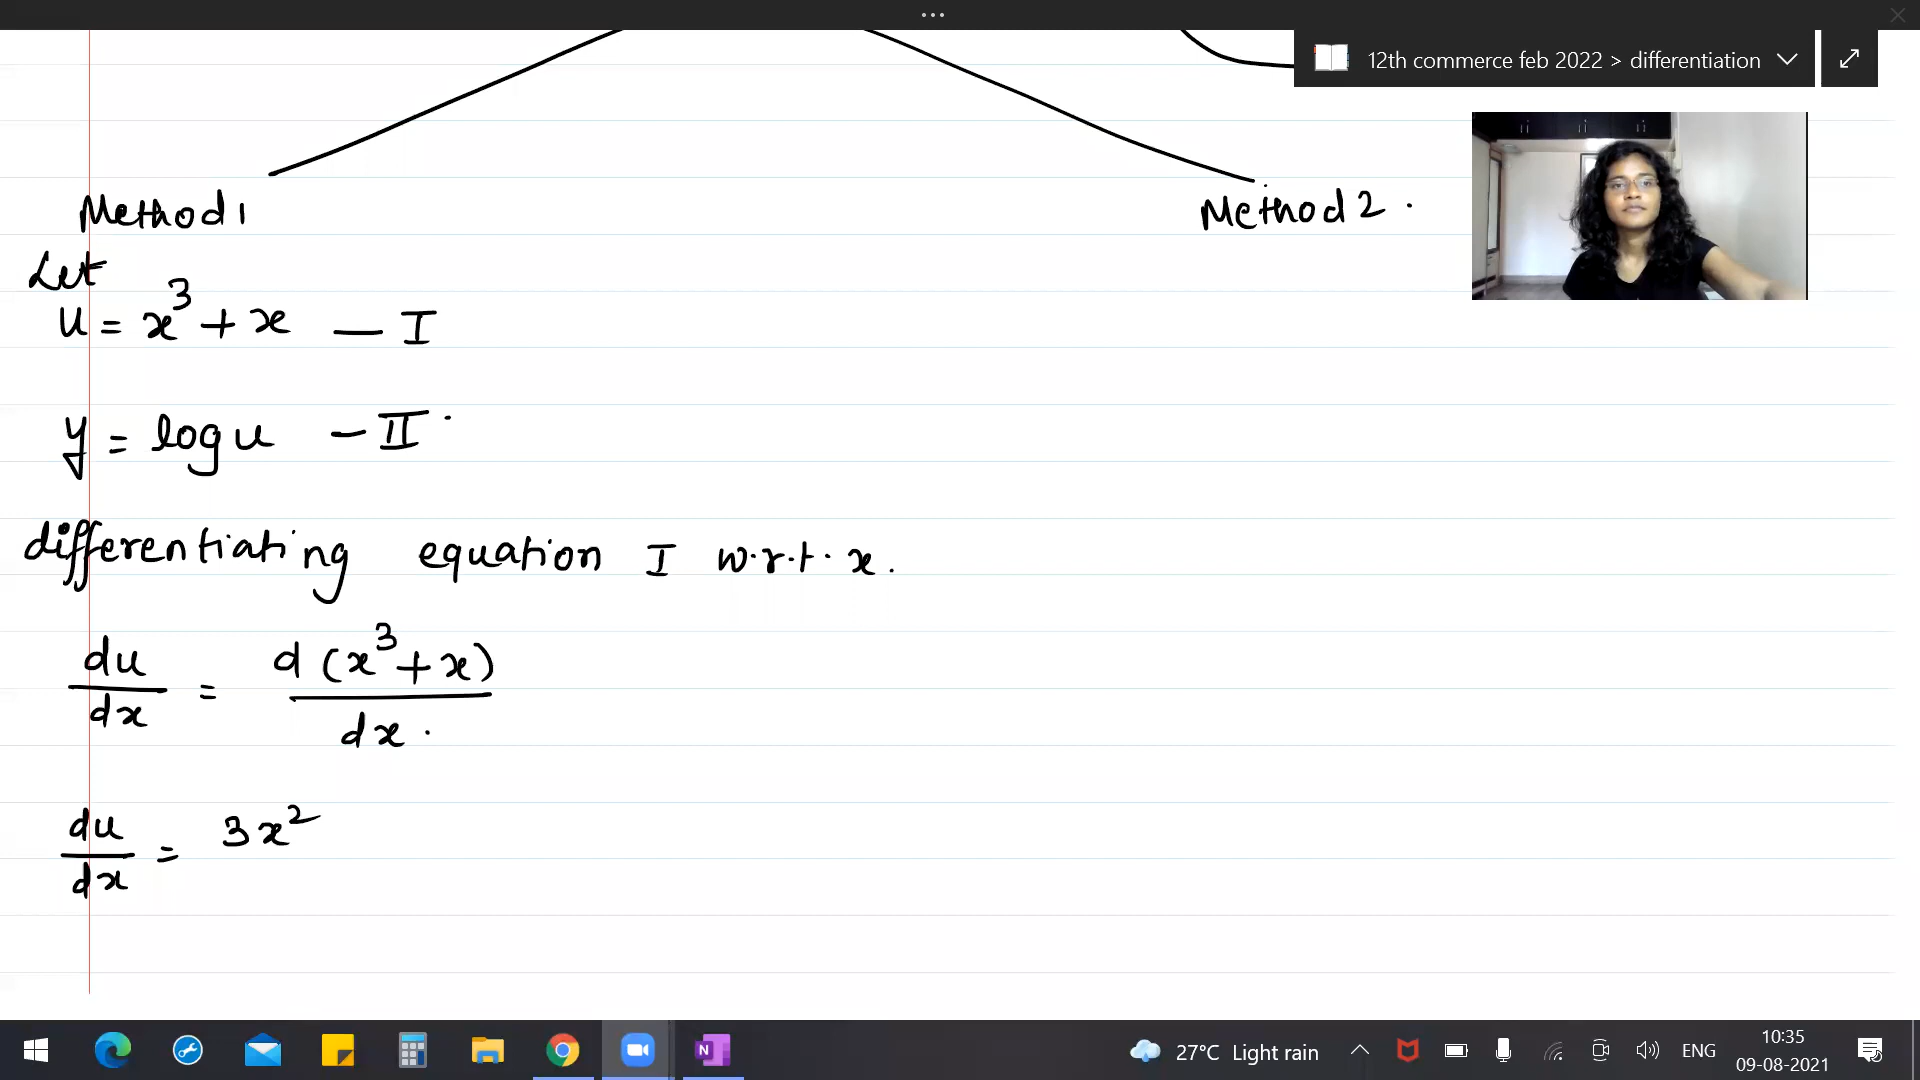 ...
12th commerce feb 2022 > differentiation
Method 1
Method 2 .
Let
u = x³ + x — I
y = log u - II .
differentiating equation I w.r.t. x.
du/dx = d (x³ + x)/dx .
du/dx = 3x²
27°C Light rain
ENG
10:35
09-08-2021